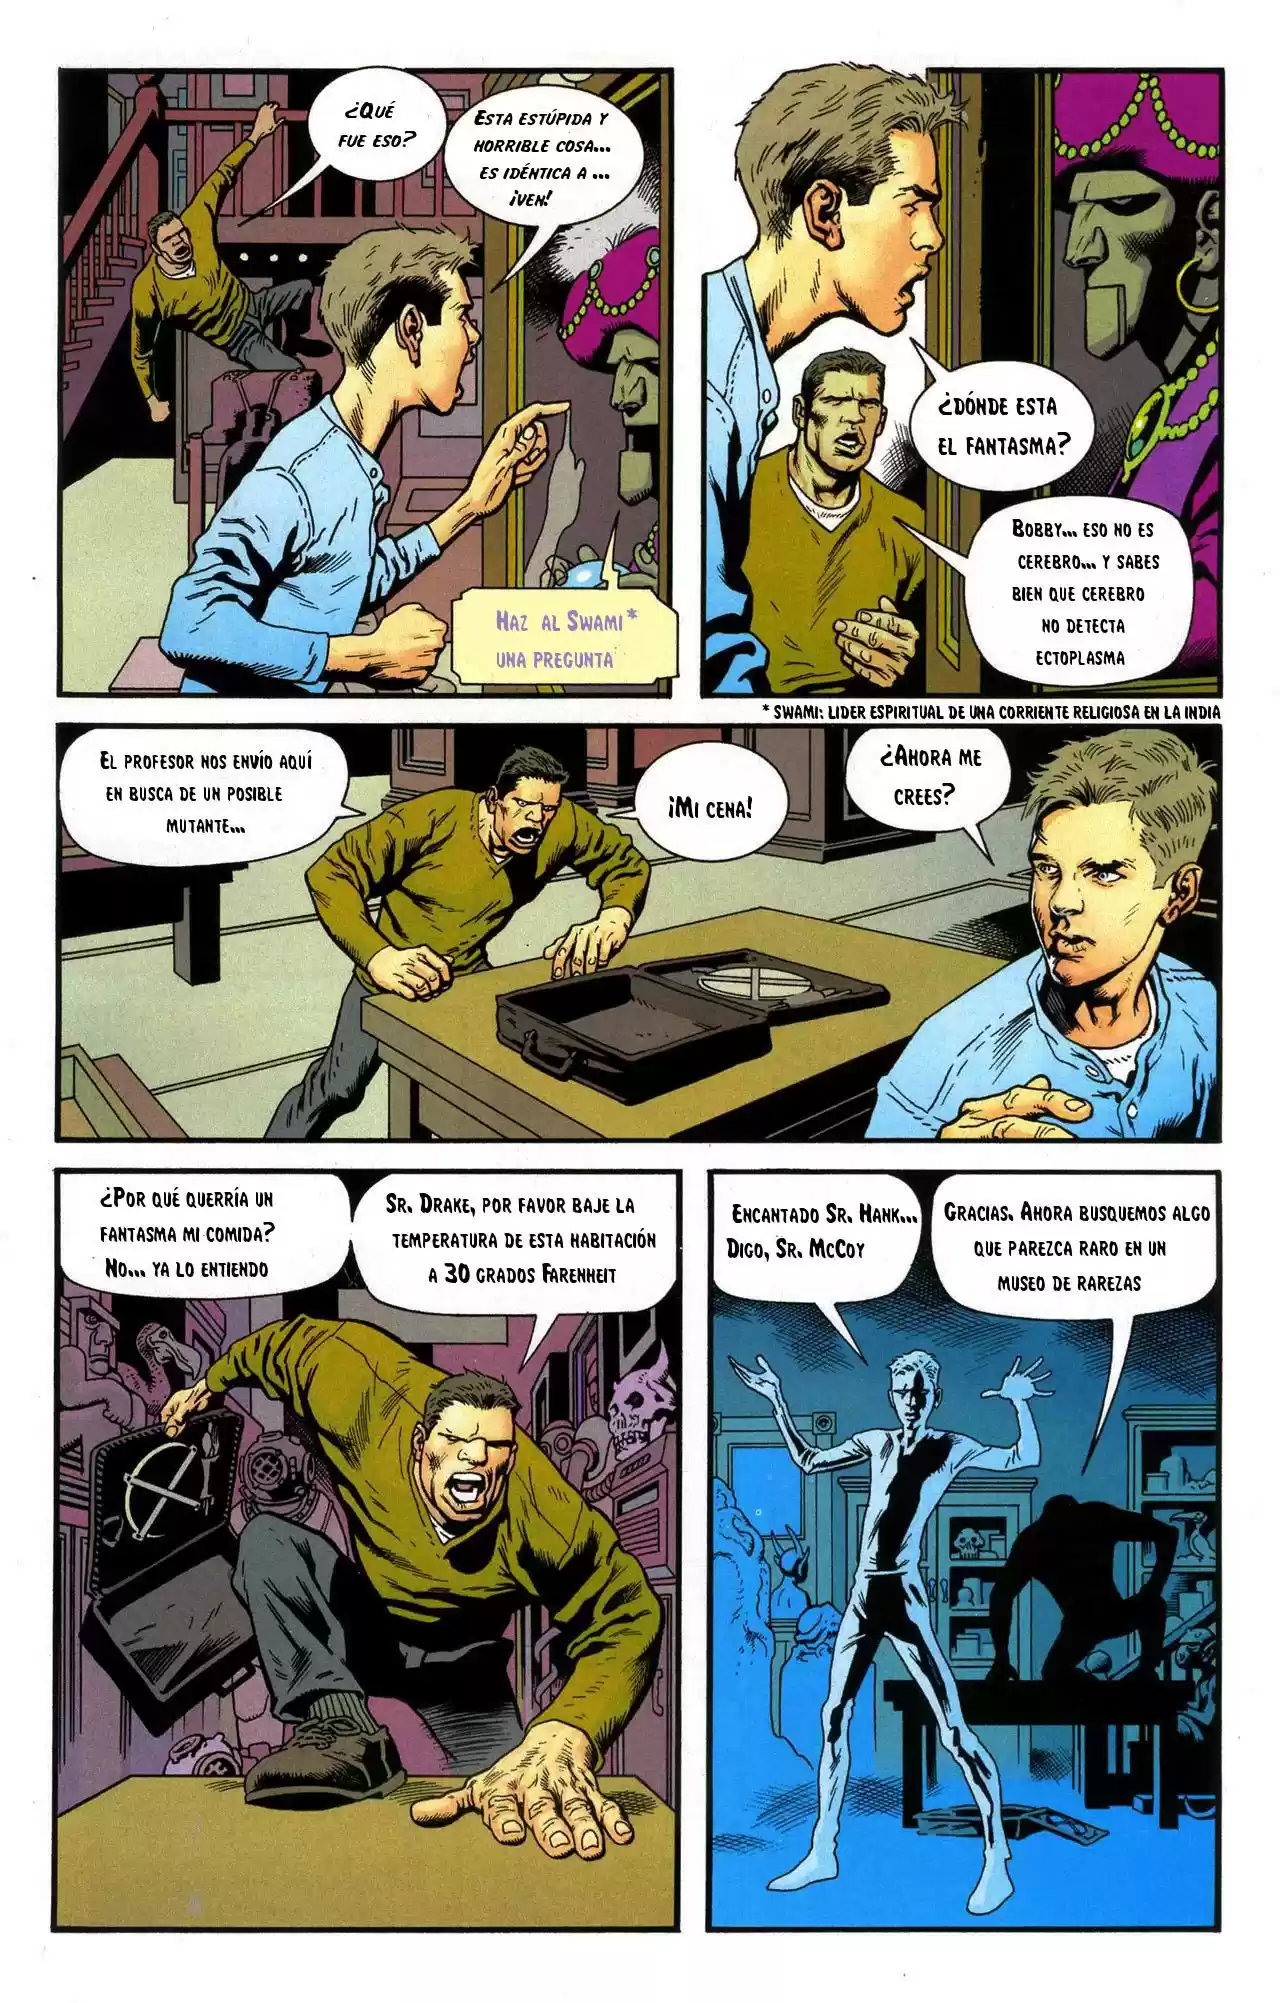 ¿Qué
fue eso?
Esta estúpida y
horrible cosa...
es idéntica a ...
¡ven!
Haz al Swami*
una pregunta
¿dónde esta
el fantasma?
Bobby... eso no es
cerebro... y sabes
bien que cerebro
no detecta
ectoplasma
* swami: lider espiritual de una corriente religiosa en la india
El profesor nos envío aquí
en busca de un posible
mutante...
¡Mi cena!
¿Ahora me
crees?
¿Por qué querría un
fantasma mi comida?
No... ya lo entiendo
Sr. Drake, por favor baje la
temperatura de esta habitación
a 30 grados Farenheit
Encantado Sr. Hank...
Digo, Sr. McCoy
Gracias. Ahora busquemos algo
que parezca raro en un
museo de rarezas